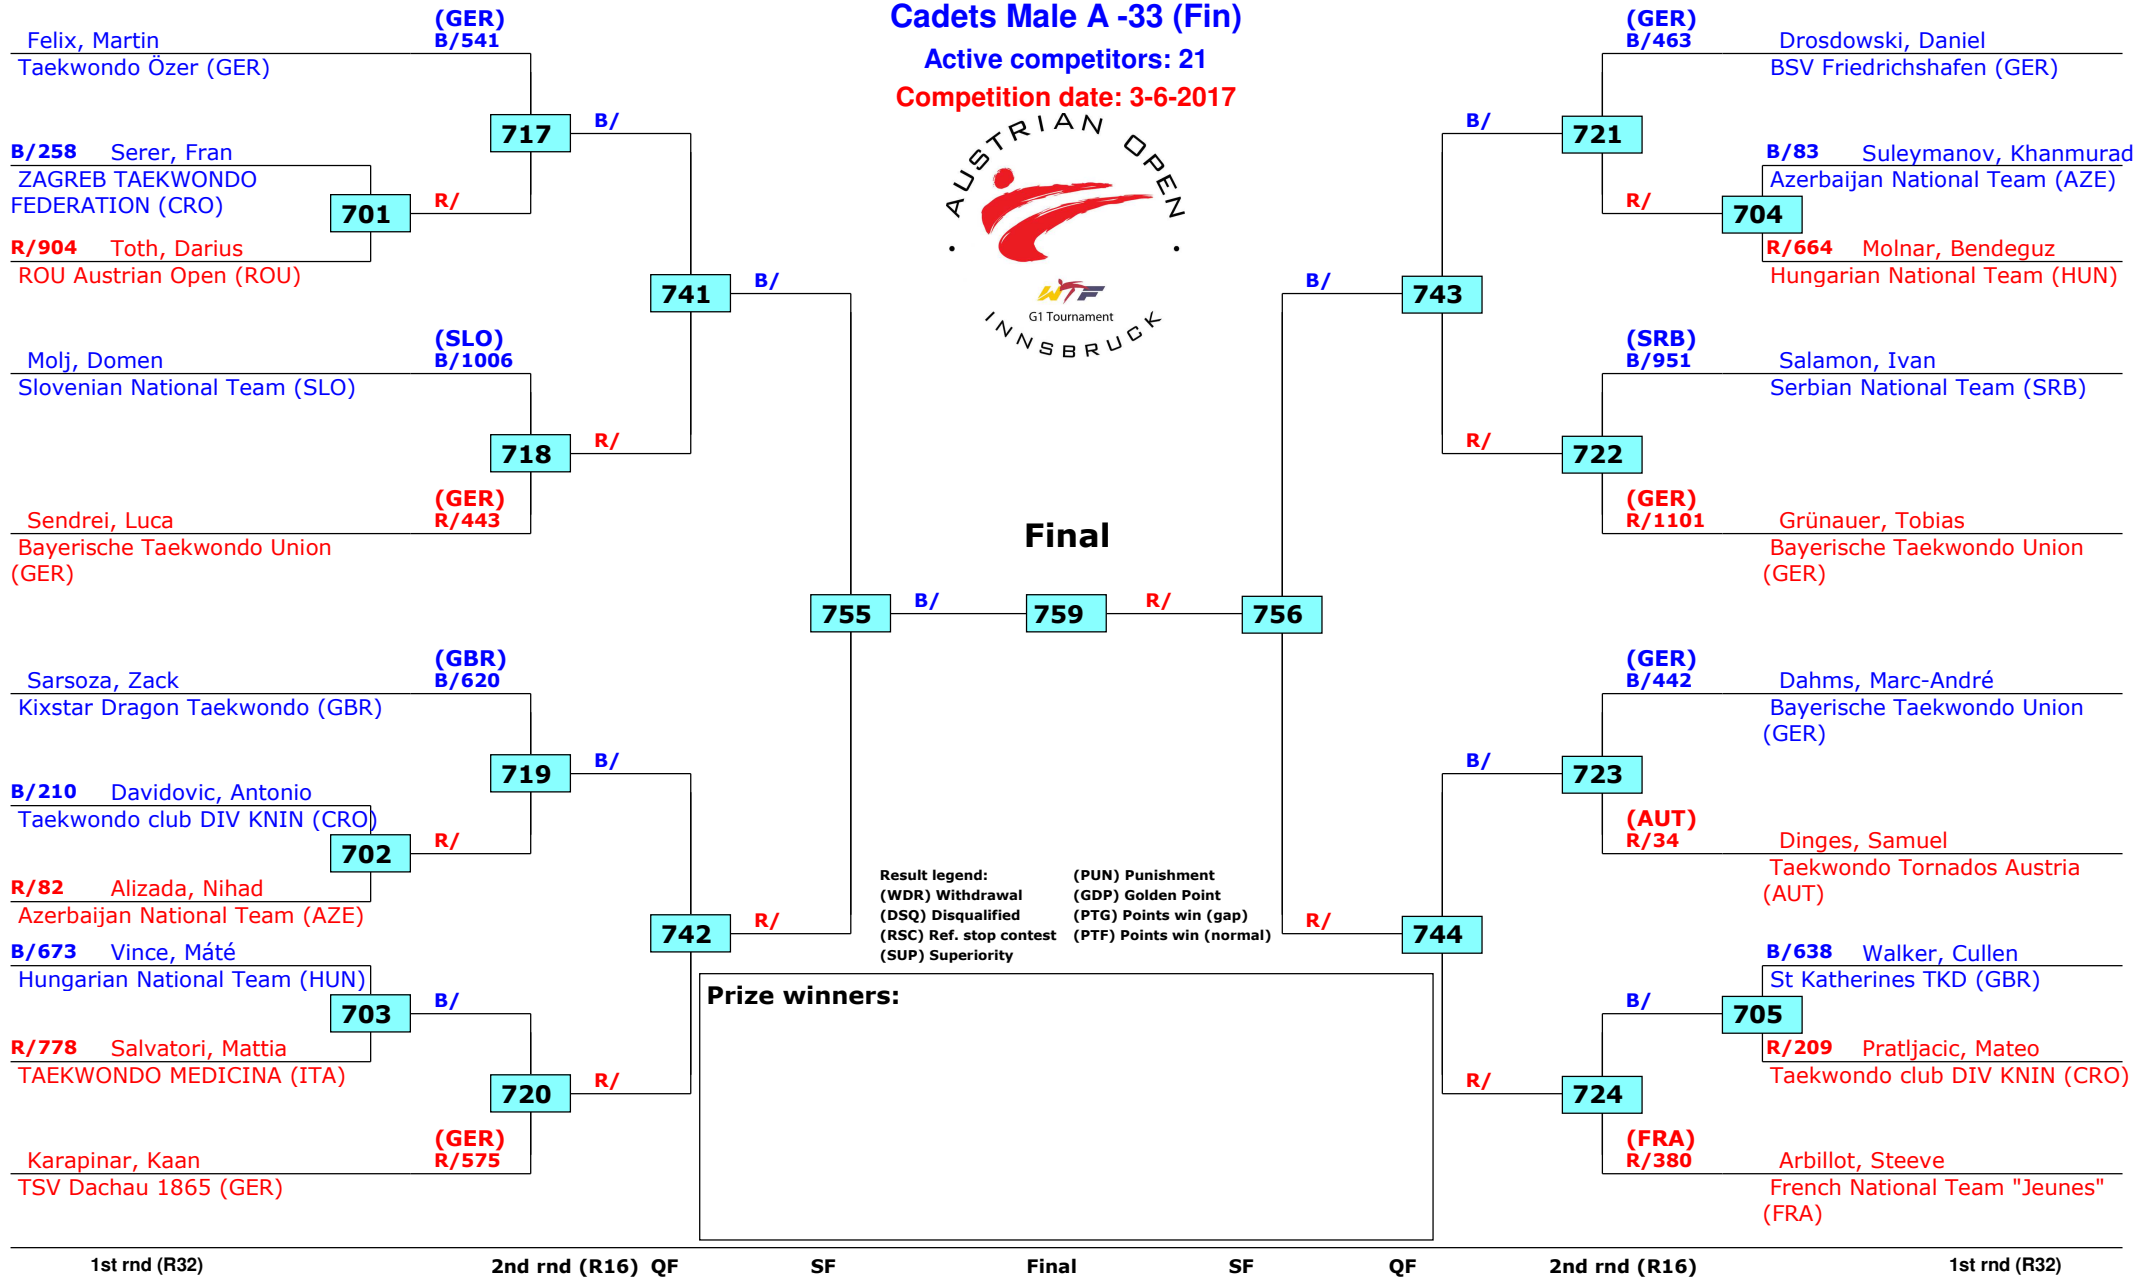 Cadets Male A -33 (Fin)
Active competitors: 21
Competition date: 3-6-2017
AUSTRIAN OPEN
WTF
G1 Tournament
INNSBRUCK
(GER)
Felix, Martin B/541
Taekwondo Özer (GER)
717
B/
B/258 Serer, Fran
ZAGREB TAEKWONDO
FEDERATION (CRO)
701
R/
R/904 Toth, Darius
ROU Austrian Open (ROU)
741
B/
(SLO)
Molj, Domen B/1006
Slovenian National Team (SLO)
718
R/
(GER)
Sendrei, Luca R/443
Bayerische Taekwondo Union
(GER)
755
B/
(GBR)
Sarsoza, Zack B/620
Kixstar Dragon Taekwondo (GBR)
719
B/
B/210 Davidovic, Antonio
Taekwondo club DIV KNIN (CRO)
702
R/
R/82 Alizada, Nihad
Azerbaijan National Team (AZE)
742
R/
B/673 Vince, Máté
Hungarian National Team (HUN)
703
B/
R/778 Salvatori, Mattia
TAEKWONDO MEDICINA (ITA)
720
R/
(GER)
Karapinar, Kaan R/575
TSV Dachau 1865 (GER)
Final
759
R/
756
(GER)
B/463 Drosdowski, Daniel
BSV Friedrichshafen (GER)
B/
721
B/83 Suleymanov, Khanmurad
Azerbaijan National Team (AZE)
R/
704
R/664 Molnar, Bendeguz
Hungarian National Team (HUN)
B/
743
(SRB)
B/951 Salamon, Ivan
Serbian National Team (SRB)
R/
722
(GER)
R/1101 Grünauer, Tobias
Bayerische Taekwondo Union
(GER)
(GER)
B/442 Dahms, Marc-André
Bayerische Taekwondo Union
(GER)
B/
723
(AUT)
R/34 Dinges, Samuel
Taekwondo Tornados Austria
(AUT)
R/
744
B/638 Walker, Cullen
St Katherines TKD (GBR)
B/
705
R/209 Pratljacic, Mateo
Taekwondo club DIV KNIN (CRO)
R/
724
(FRA)
R/380 Arbillot, Steeve
French National Team "Jeunes"
(FRA)
Result legend: (PUN) Punishment
(WDR) Withdrawal (GDP) Golden Point
(DSQ) Disqualified (PTG) Points win (gap)
(RSC) Ref. stop contest (PTF) Points win (normal)
(SUP) Superiority
Prize winners:
1st rnd (R32) 2nd rnd (R16) QF SF Final SF QF 2nd rnd (R16) 1st rnd (R32)